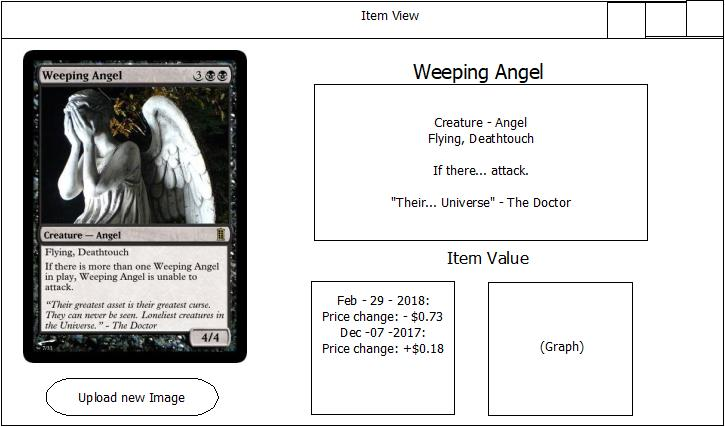 Item View
Weeping Angel
3
Creature — Angel
Flying, Deathtouch
If there is more than one Weeping Angel
in play, Weeping Angel is unable to
attack.
“Their greatest asset is their greatest curse.
They can never be seen. Loneliest creatures in
the Universe.” - The Doctor
4/4
7/33
Upload new Image
Weeping Angel
Creature - Angel
Flying, Deathtouch
If there... attack.
"Their... Universe" - The Doctor
Item Value
Feb - 29 - 2018:
Price change: - $0.73
Dec -07 -2017:
Price change: +$0.18
(Graph)